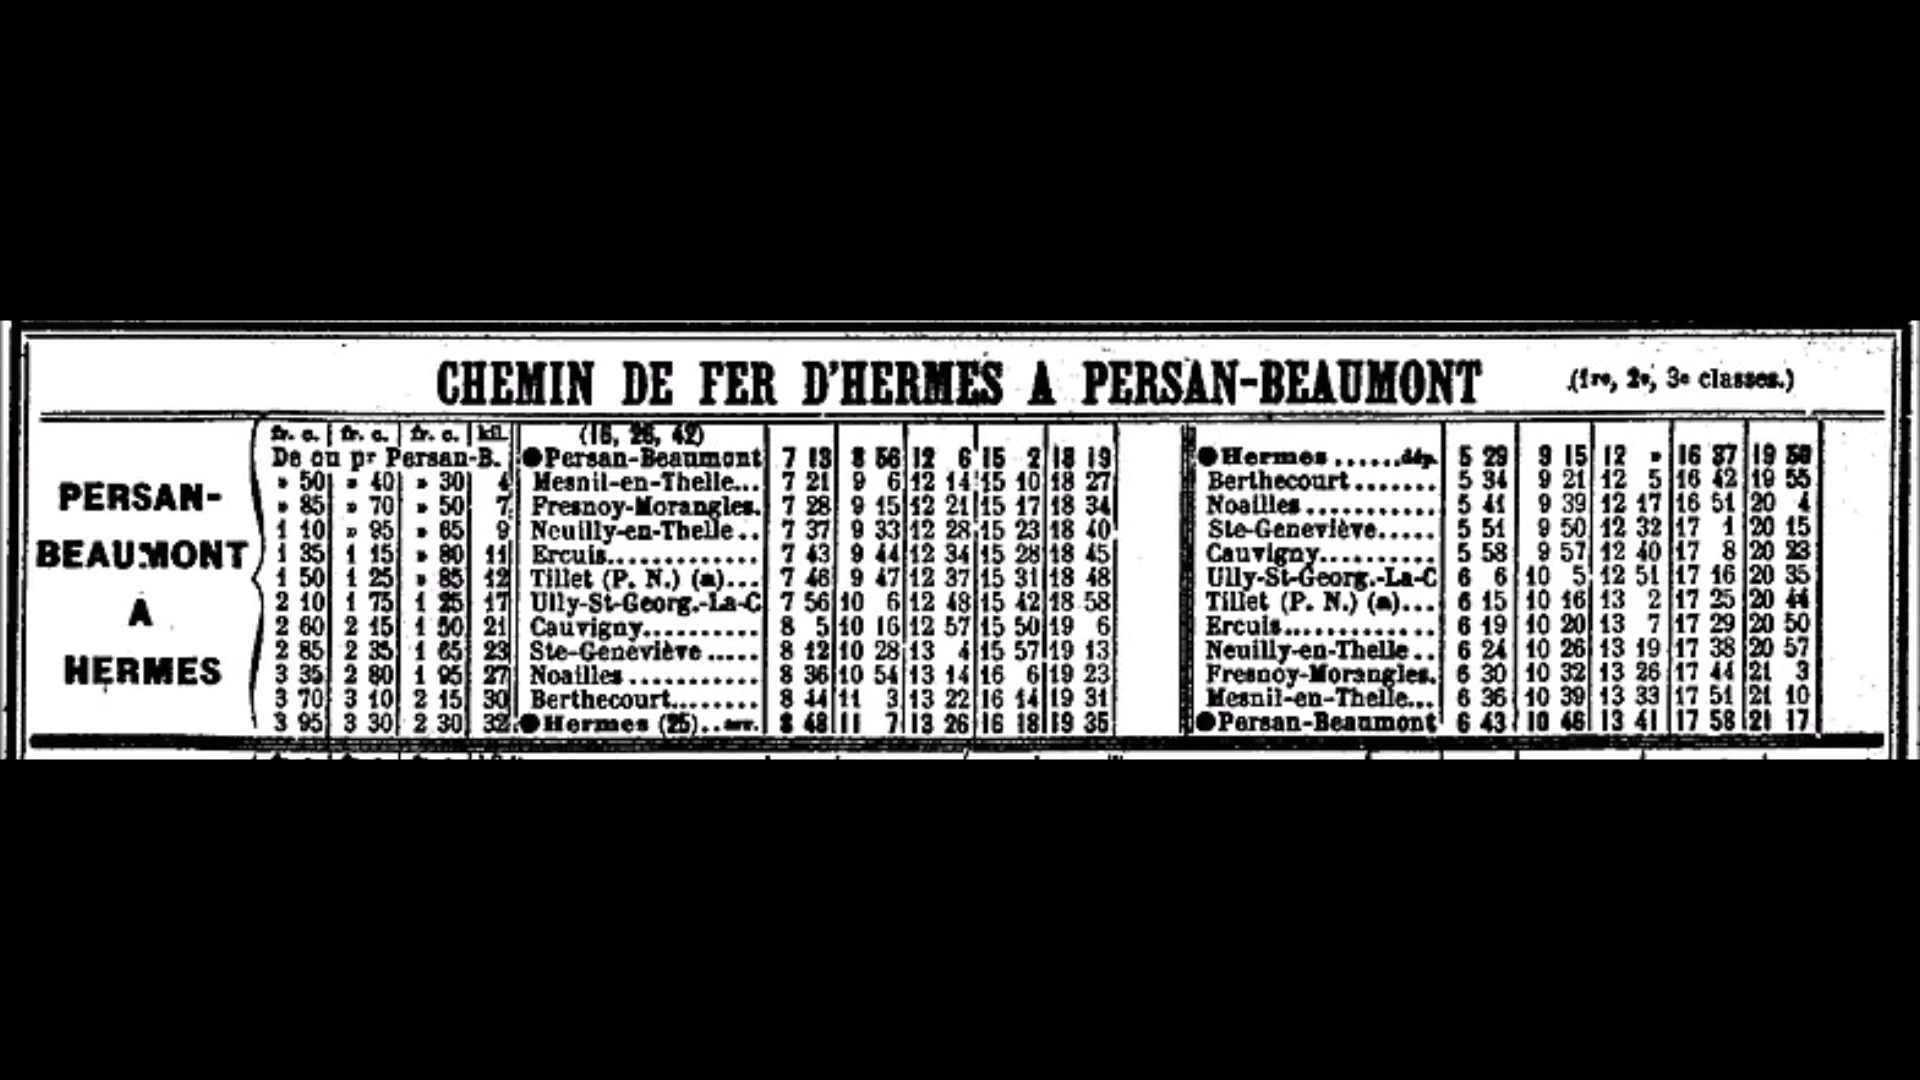 CHEMIN DE FER D'HERMES A PERSAN-BEAUMONT (1re, 2e, 3e classes.)
PERSAN-
BEAUMONT
A
HERMES
fr. c. fr. c. fr. c. kil. (16, 26, 42)
De ou pr Persan-B. ●Persan-Beaumont 7 13 8 56 12 6 15 2 18 19
» 50 » 40 » 30 4 Mesnil-en-Thelle... 7 21 9 6 12 14 15 10 18 27
» 85 » 70 » 50 7 Fresnoy-Morangles. 7 28 9 15 12 21 15 17 18 34
1 10 » 95 » 65 9 Neuilly-en-Thelle.. 7 37 9 33 12 28 15 23 18 40
1 35 1 15 » 80 11 Ercuis............ 7 43 9 44 12 34 15 28 18 45
1 50 1 25 » 85 12 Tillet (P. N.) (a)... 7 46 9 47 12 37 15 31 18 48
2 10 1 75 1 25 17 Ully-St-Georg.-La-C 7 56 10 6 12 48 15 42 18 58
2 60 2 15 1 50 21 Cauvigny.......... 8 5 10 16 12 57 15 50 19 6
2 85 2 35 1 65 23 Ste-Geneviève ..... 8 12 10 28 13 4 15 57 19 13
3 35 2 80 1 95 27 Noailles ........... 8 36 10 54 13 14 16 6 19 23
3 70 3 10 2 15 30 Berthecourt........ 8 44 11 3 13 22 16 14 19 31
3 95 3 30 2 30 32 ●Hermes (25)..arr. 8 48 11 7 13 26 16 18 19 35
●Hermes ......dép. 5 29 9 15 12 » 16 37 19 50
Berthecourt........ 5 34 9 21 12 5 16 42 19 55
Noailles............ 5 41 9 39 12 17 16 51 20 4
Ste-Geneviève..... 5 51 9 50 12 32 17 1 20 15
Cauvigny.......... 5 58 9 57 12 40 17 8 20 23
Ully-St-Georg.-La-C 6 6 10 5 12 51 17 16 20 35
Tillet (P. N.) (a)... 6 15 10 16 13 2 17 25 20 44
Ercuis............. 6 19 10 20 13 7 17 29 20 50
Neuilly-en-Thelle.. 6 24 10 26 13 19 17 38 20 57
Fresnoy-Morangles. 6 30 10 32 13 26 17 44 21 3
Mesnil-en-Thelle... 6 36 10 39 13 33 17 51 21 10
●Persan-Beaumont 6 43 10 46 13 41 17 58 21 17